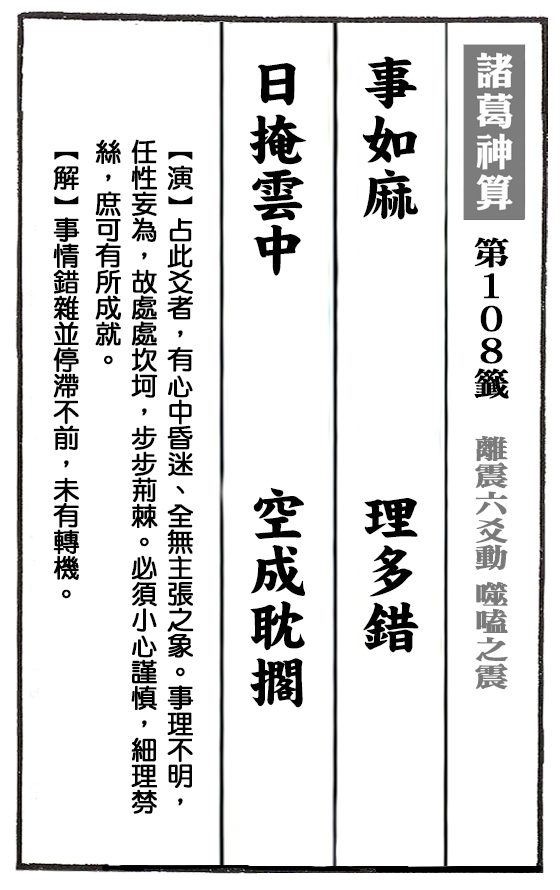 諸葛神算 第108籤 離震六爻動 噬嗑之震
事如麻 理多錯
日掩雲中 空成耽擱
【演】占此爻者,有心中昏迷、全無主張之象。事理不明,
任性妄為,故處處坎坷,步步荊棘。必須小心謹慎,細理棼
絲,庶可有所成就。
【解】事情錯雜並停滯不前,未有轉機。